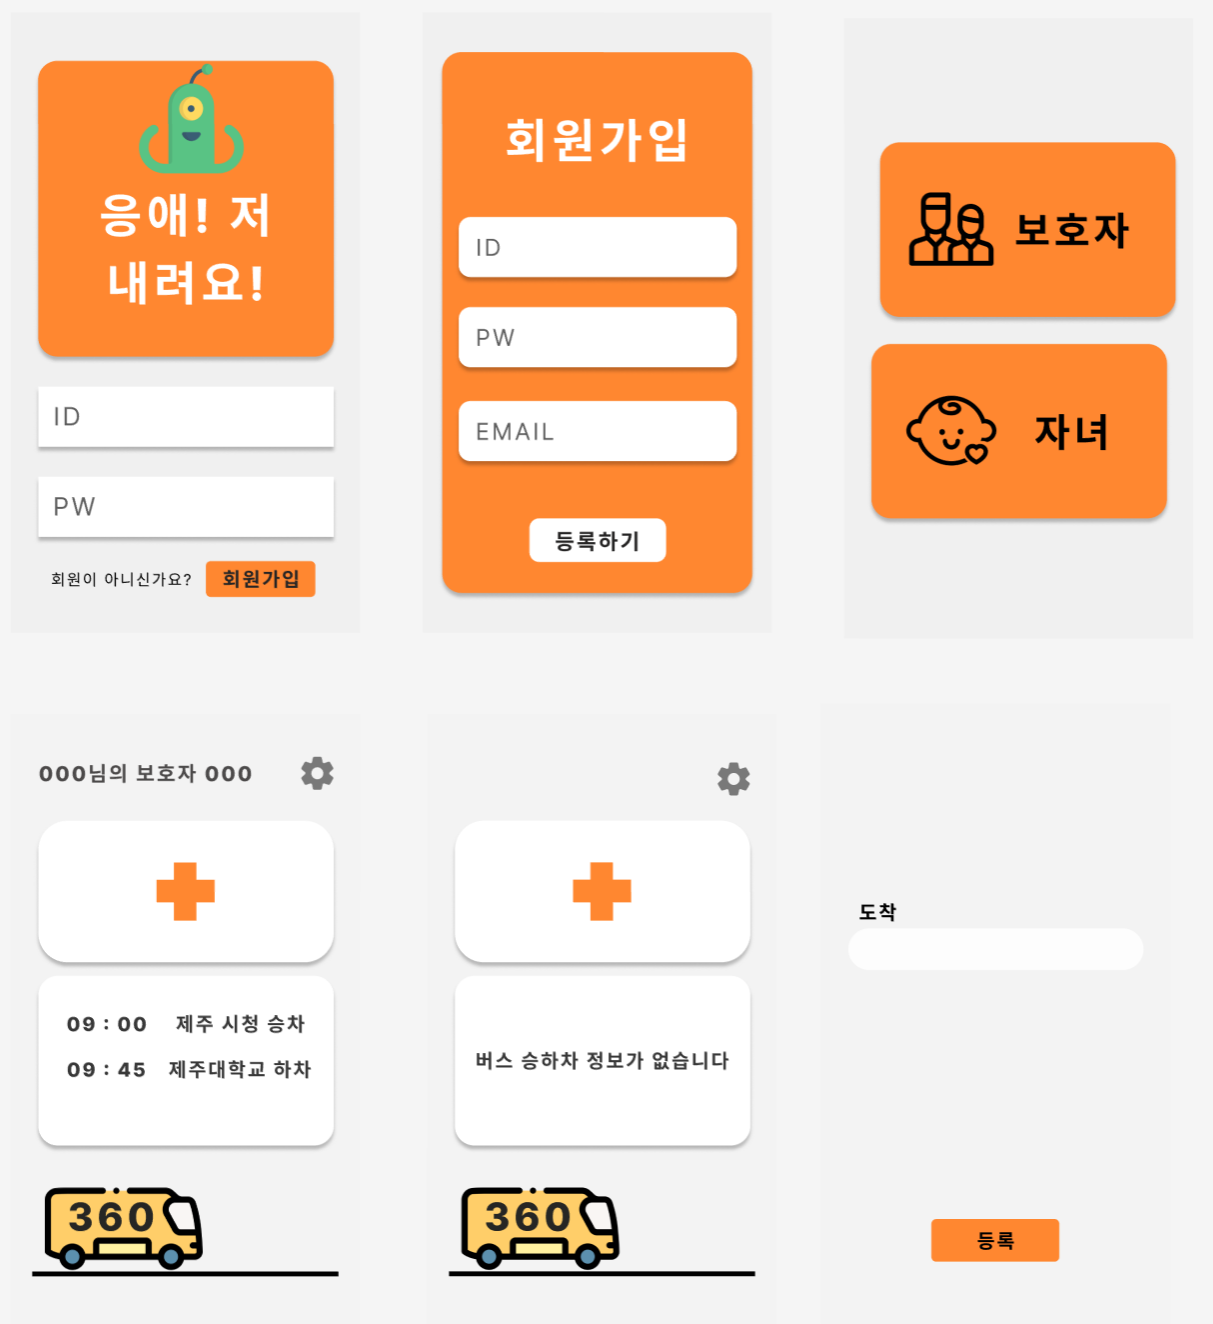 응애! 저
내려요!
ID
PW
회원이 아니신가요? 회원가입
회원가입
ID
PW
EMAIL
등록하기
보호자
자녀
000님의 보호자 000
09 : 00 제주 시청 승차
09 : 45 제주대학교 하차
360
버스 승하차 정보가 없습니다
360
도착
등록